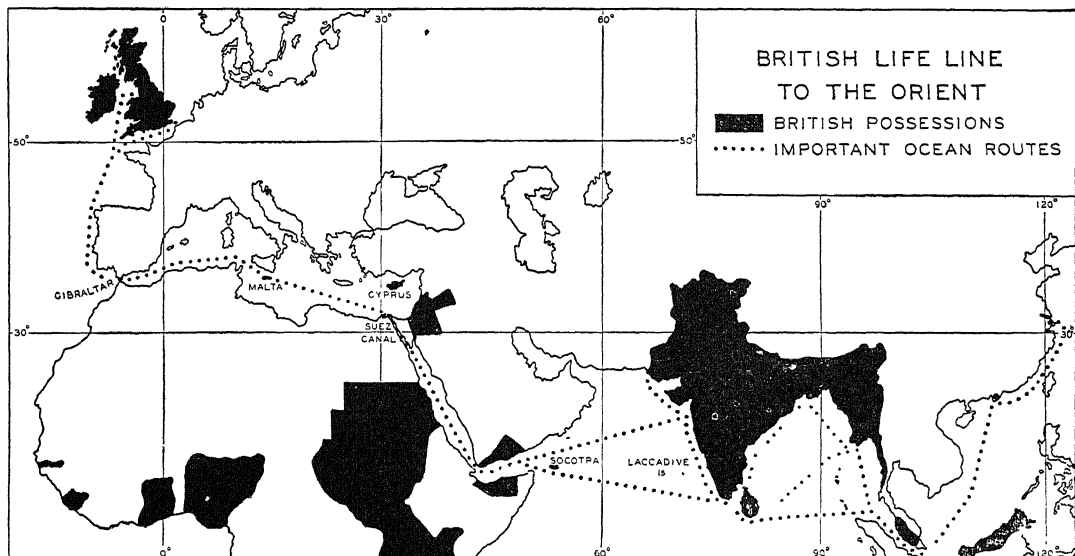 0° 30° 60°
BRITISH LIFE LINE
TO THE ORIENT
BRITISH POSSESSIONS
IMPORTANT OCEAN ROUTES
50° 50°
90° 120°
GIBRALTAR
MALTA
CYPRUS
30° 30°
SUEZ
CANAL
SOCOTRA
LACCADIVE
IS
0° 60° 90° 120°